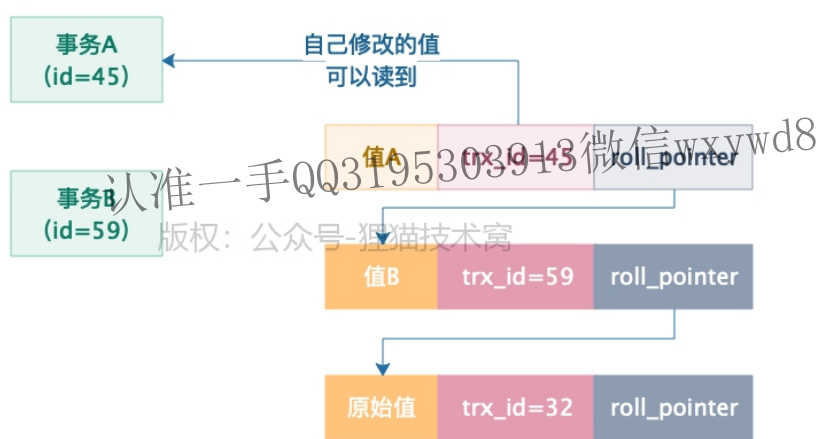 事务A
(id=45)
自己修改的值
可以读到
值A
trx_id=45
roll_pointer
认准一手QQ3195303913微信wxywd8
事务B
(id=59)
版权：公众号-狸猫技术窝
值B
trx_id=59
roll_pointer
原始值
trx_id=32
roll_pointer